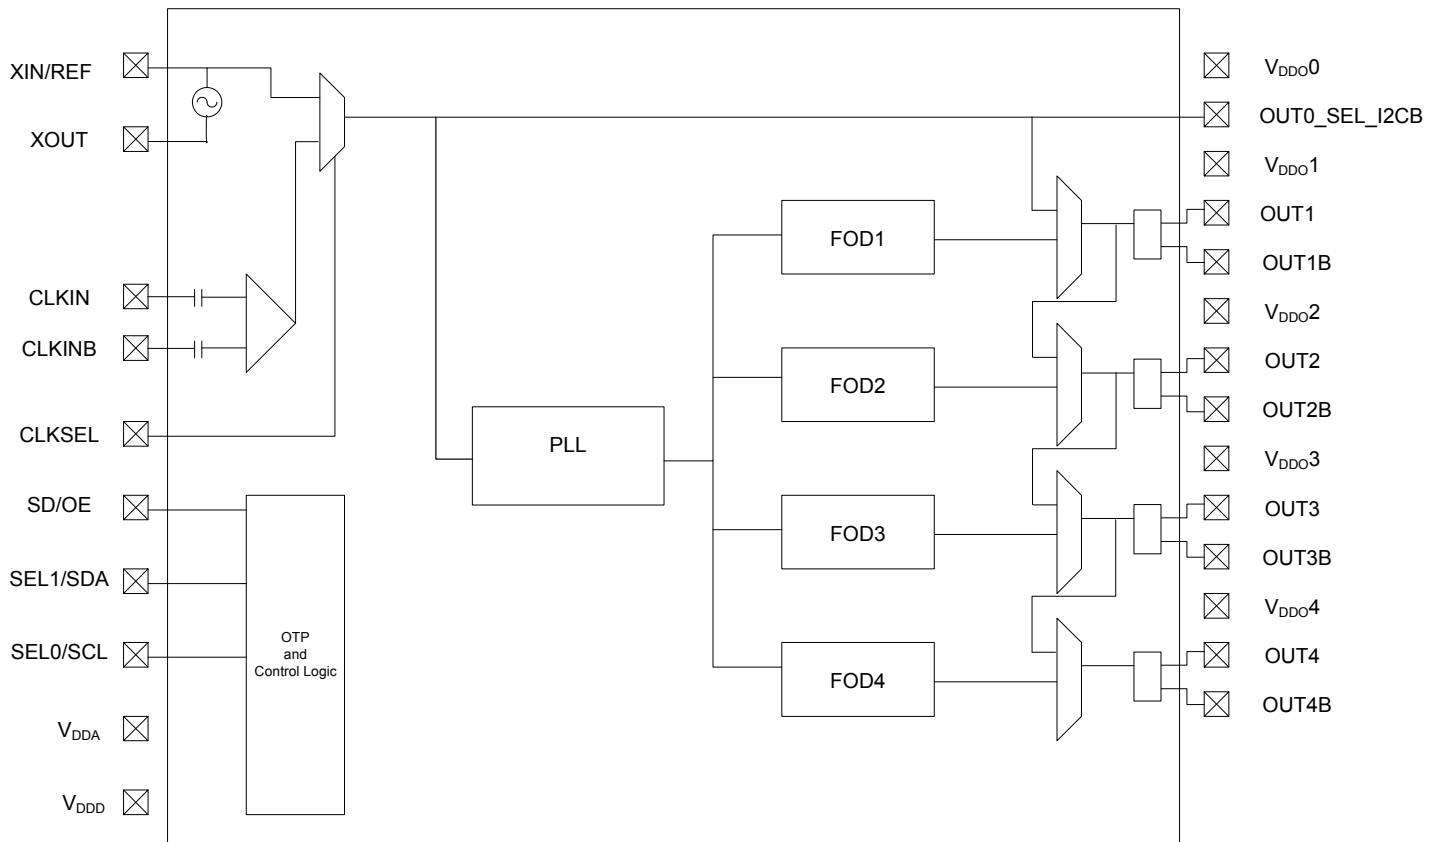 XIN/REF
XOUT
CLKIN
CLKINB
CLKSEL
SD/OE
SEL1/SDA
SEL0/SCL
VDDA
VDDD
OTP
and
Control Logic
PLL
FOD1
FOD2
FOD3
FOD4
VDDO0
OUT0_SEL_I2CB
VDDO1
OUT1
OUT1B
VDDO2
OUT2
OUT2B
VDDO3
OUT3
OUT3B
VDDO4
OUT4
OUT4B